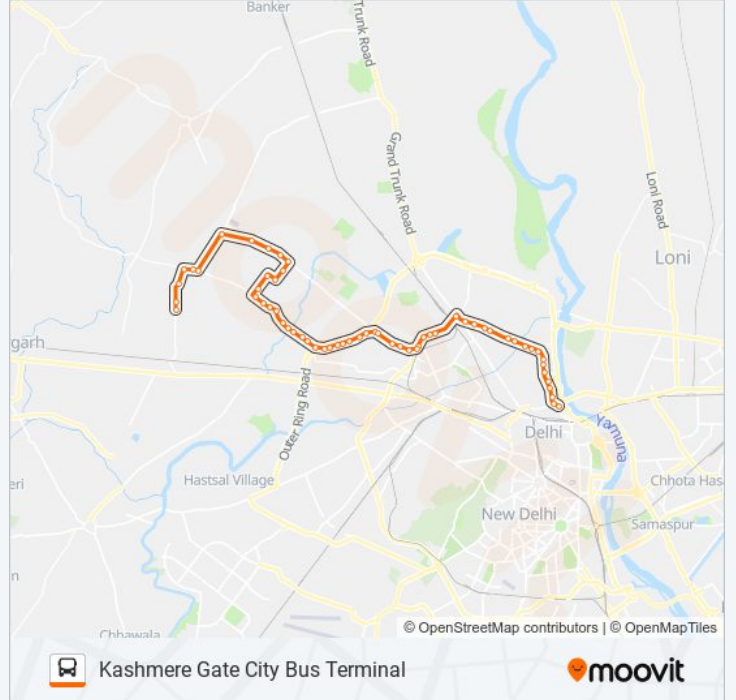 Banker
Trunk Road
Grand Trunk Road
Loni Road
Loni
garh
Outer Ring Road
Delhi
Yamuna
Hastsal Village
eri
Chhota Has
New Delhi
Samaspur
n
Chhawala
© OpenStreetMap contributors | © OpenMapTiles
Kashmere Gate City Bus Terminal
moovit